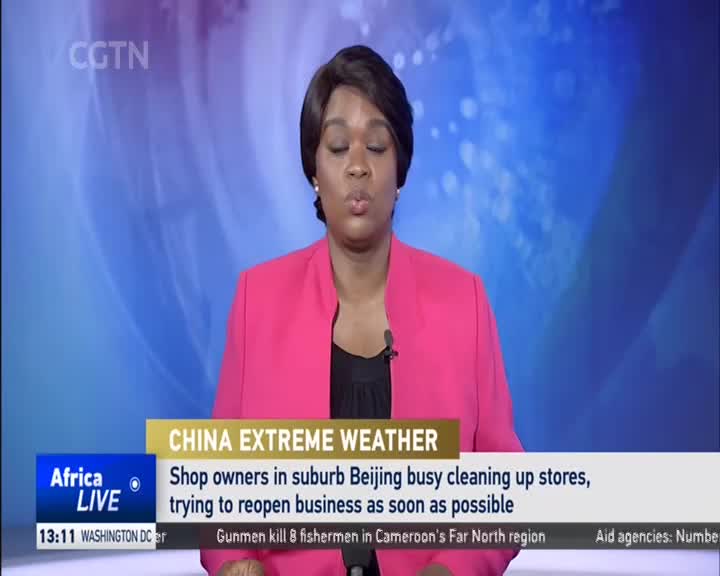 CGTN
CHINA EXTREME WEATHER
Shop owners in suburb Beijing busy cleaning up stores,
trying to reopen business as soon as possible
Africa
LIVE
13:11 WASHINGTON DC
er Gunmen kill 8 fishermen in Cameroon's Far North region Aid agencies: Numbe